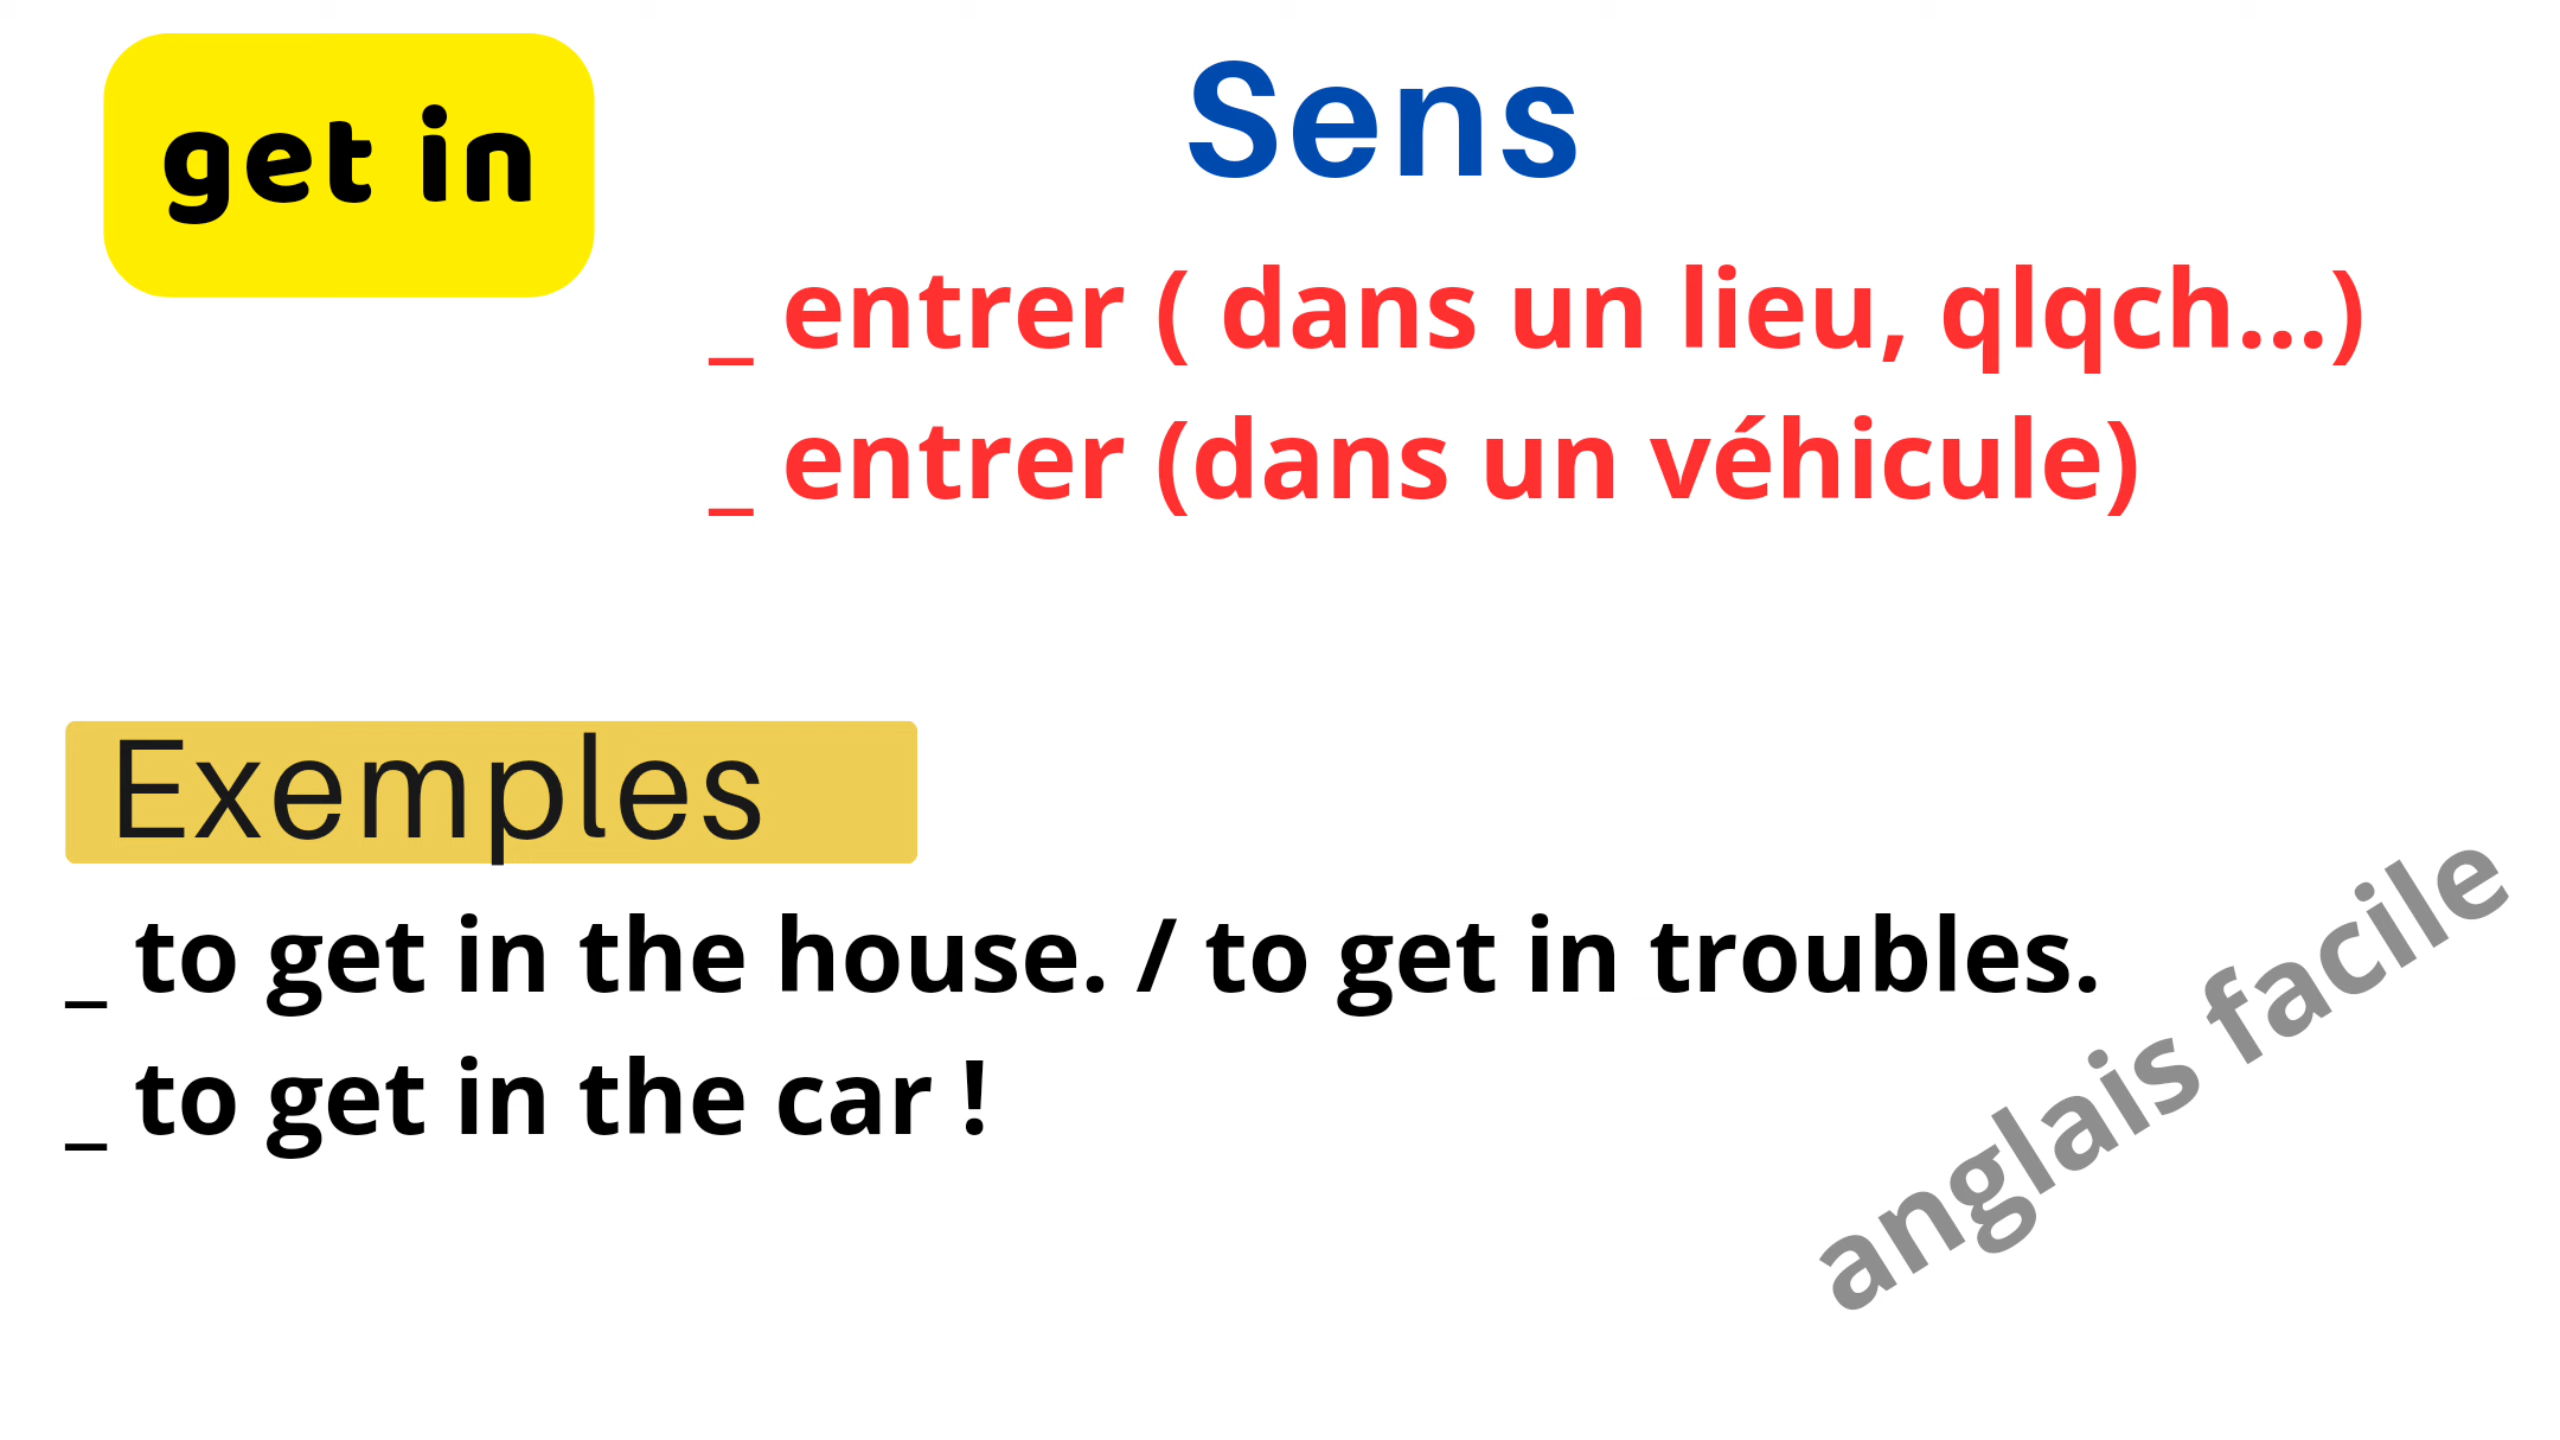 get in
Sens
_ entrer ( dans un lieu, qlqch...)
_ entrer (dans un véhicule)
Exemples
_ to get in the house. / to get in troubles.
_ to get in the car !
anglais facile